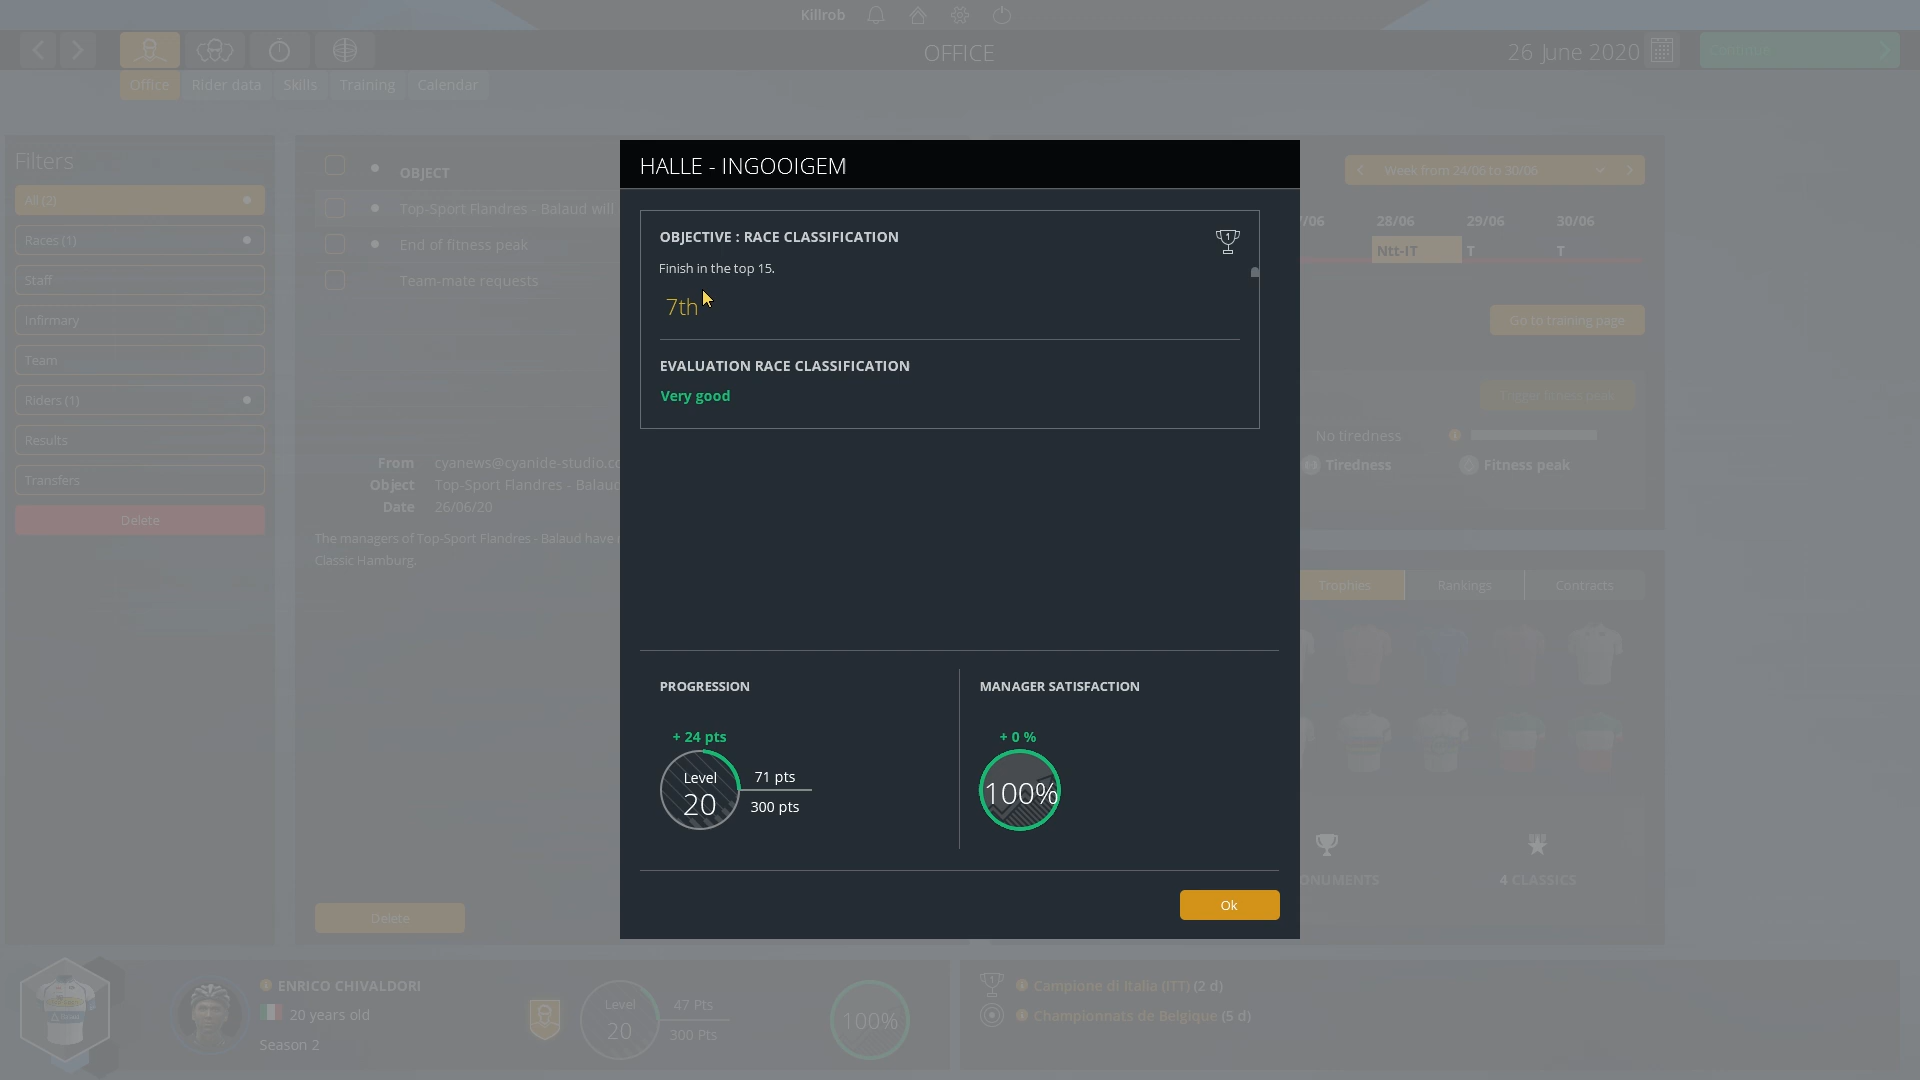 Killrob
OFFICE
26 June 2020
Continue
Office
Rider data
Skills
Training
Calendar
Filters
All (2)
Races (1)
Staff
Infirmary
Team
Riders (1)
Results
Transfers
Delete
OBJECT
Top-Sport Flandres - Balaud will
End of fitness peak
Team-mate requests
From cyanews@cyanide-studio.co
Object Top-Sport Flandres - Balaud
Date 26/06/20
The managers of Top-Sport Flandres - Balaud have
Classic Hamburg.
Delete
HALLE - INGOOIGEM
OBJECTIVE : RACE CLASSIFICATION
1
Finish in the top 15.
7th
EVALUATION RACE CLASSIFICATION
Very good
PROGRESSION
+ 24 pts
Level
20
71 pts
300 pts
MANAGER SATISFACTION
+ 0 %
100%
Ok
Week from 24/06 to 30/06
/06 28/06 29/06 30/06
Ntt-IT T T
Go to training page
Trigger fitness peak
No tiredness
Tiredness
Fitness peak
Trophies
Rankings
Contracts
ONUMENTS
4 CLASSICS
ENRICO CHIVALDORI
20 years old
Season 2
Level
20
47 Pts
300 Pts
100%
Campione di Italia (ITT) (2 d)
Championnats de Belgique (5 d)